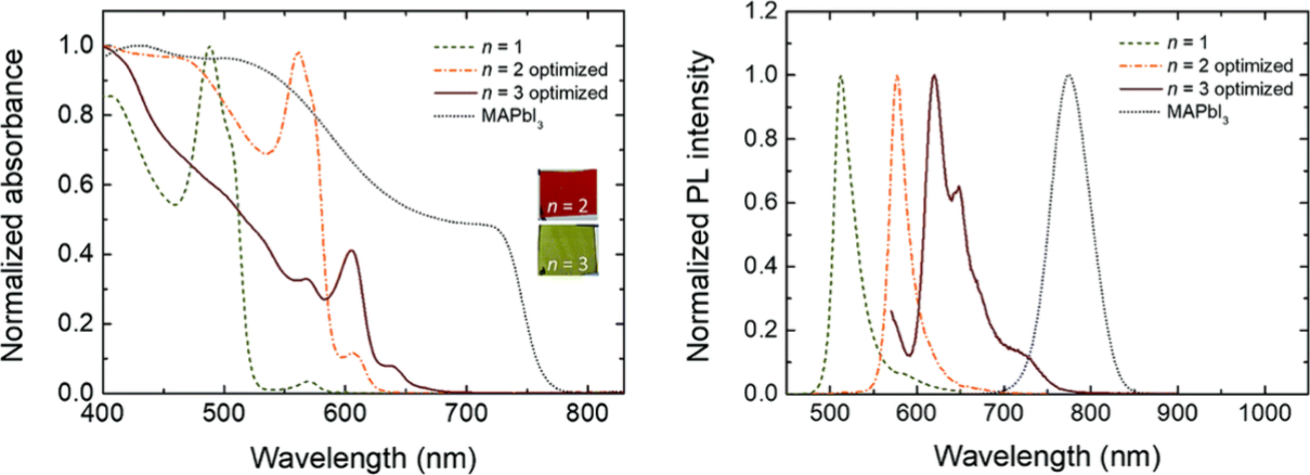 Normalized absorbance
1.0
0.8
0.6
0.4
0.2
0.0
400
500
600
700
800
Wavelength (nm)
n = 1
n = 2 optimized
n = 3 optimized
MAPbI3
n = 2
n = 3
Normalized PL intensity
1.2
1.0
0.8
0.6
0.4
0.2
0.0
500
600
700
800
900
1000
Wavelength (nm)
n = 1
n = 2 optimized
n = 3 optimized
MAPbI3